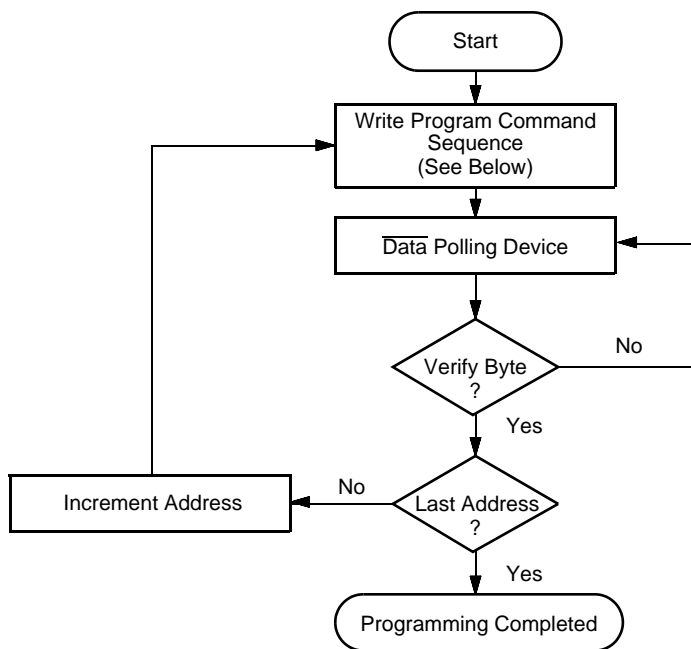 Start
Write Program Command
Sequence
(See Below)
Data Polling Device
Verify Byte
?
No
Yes
Increment Address
No
Last Address
?
Yes
Programming Completed